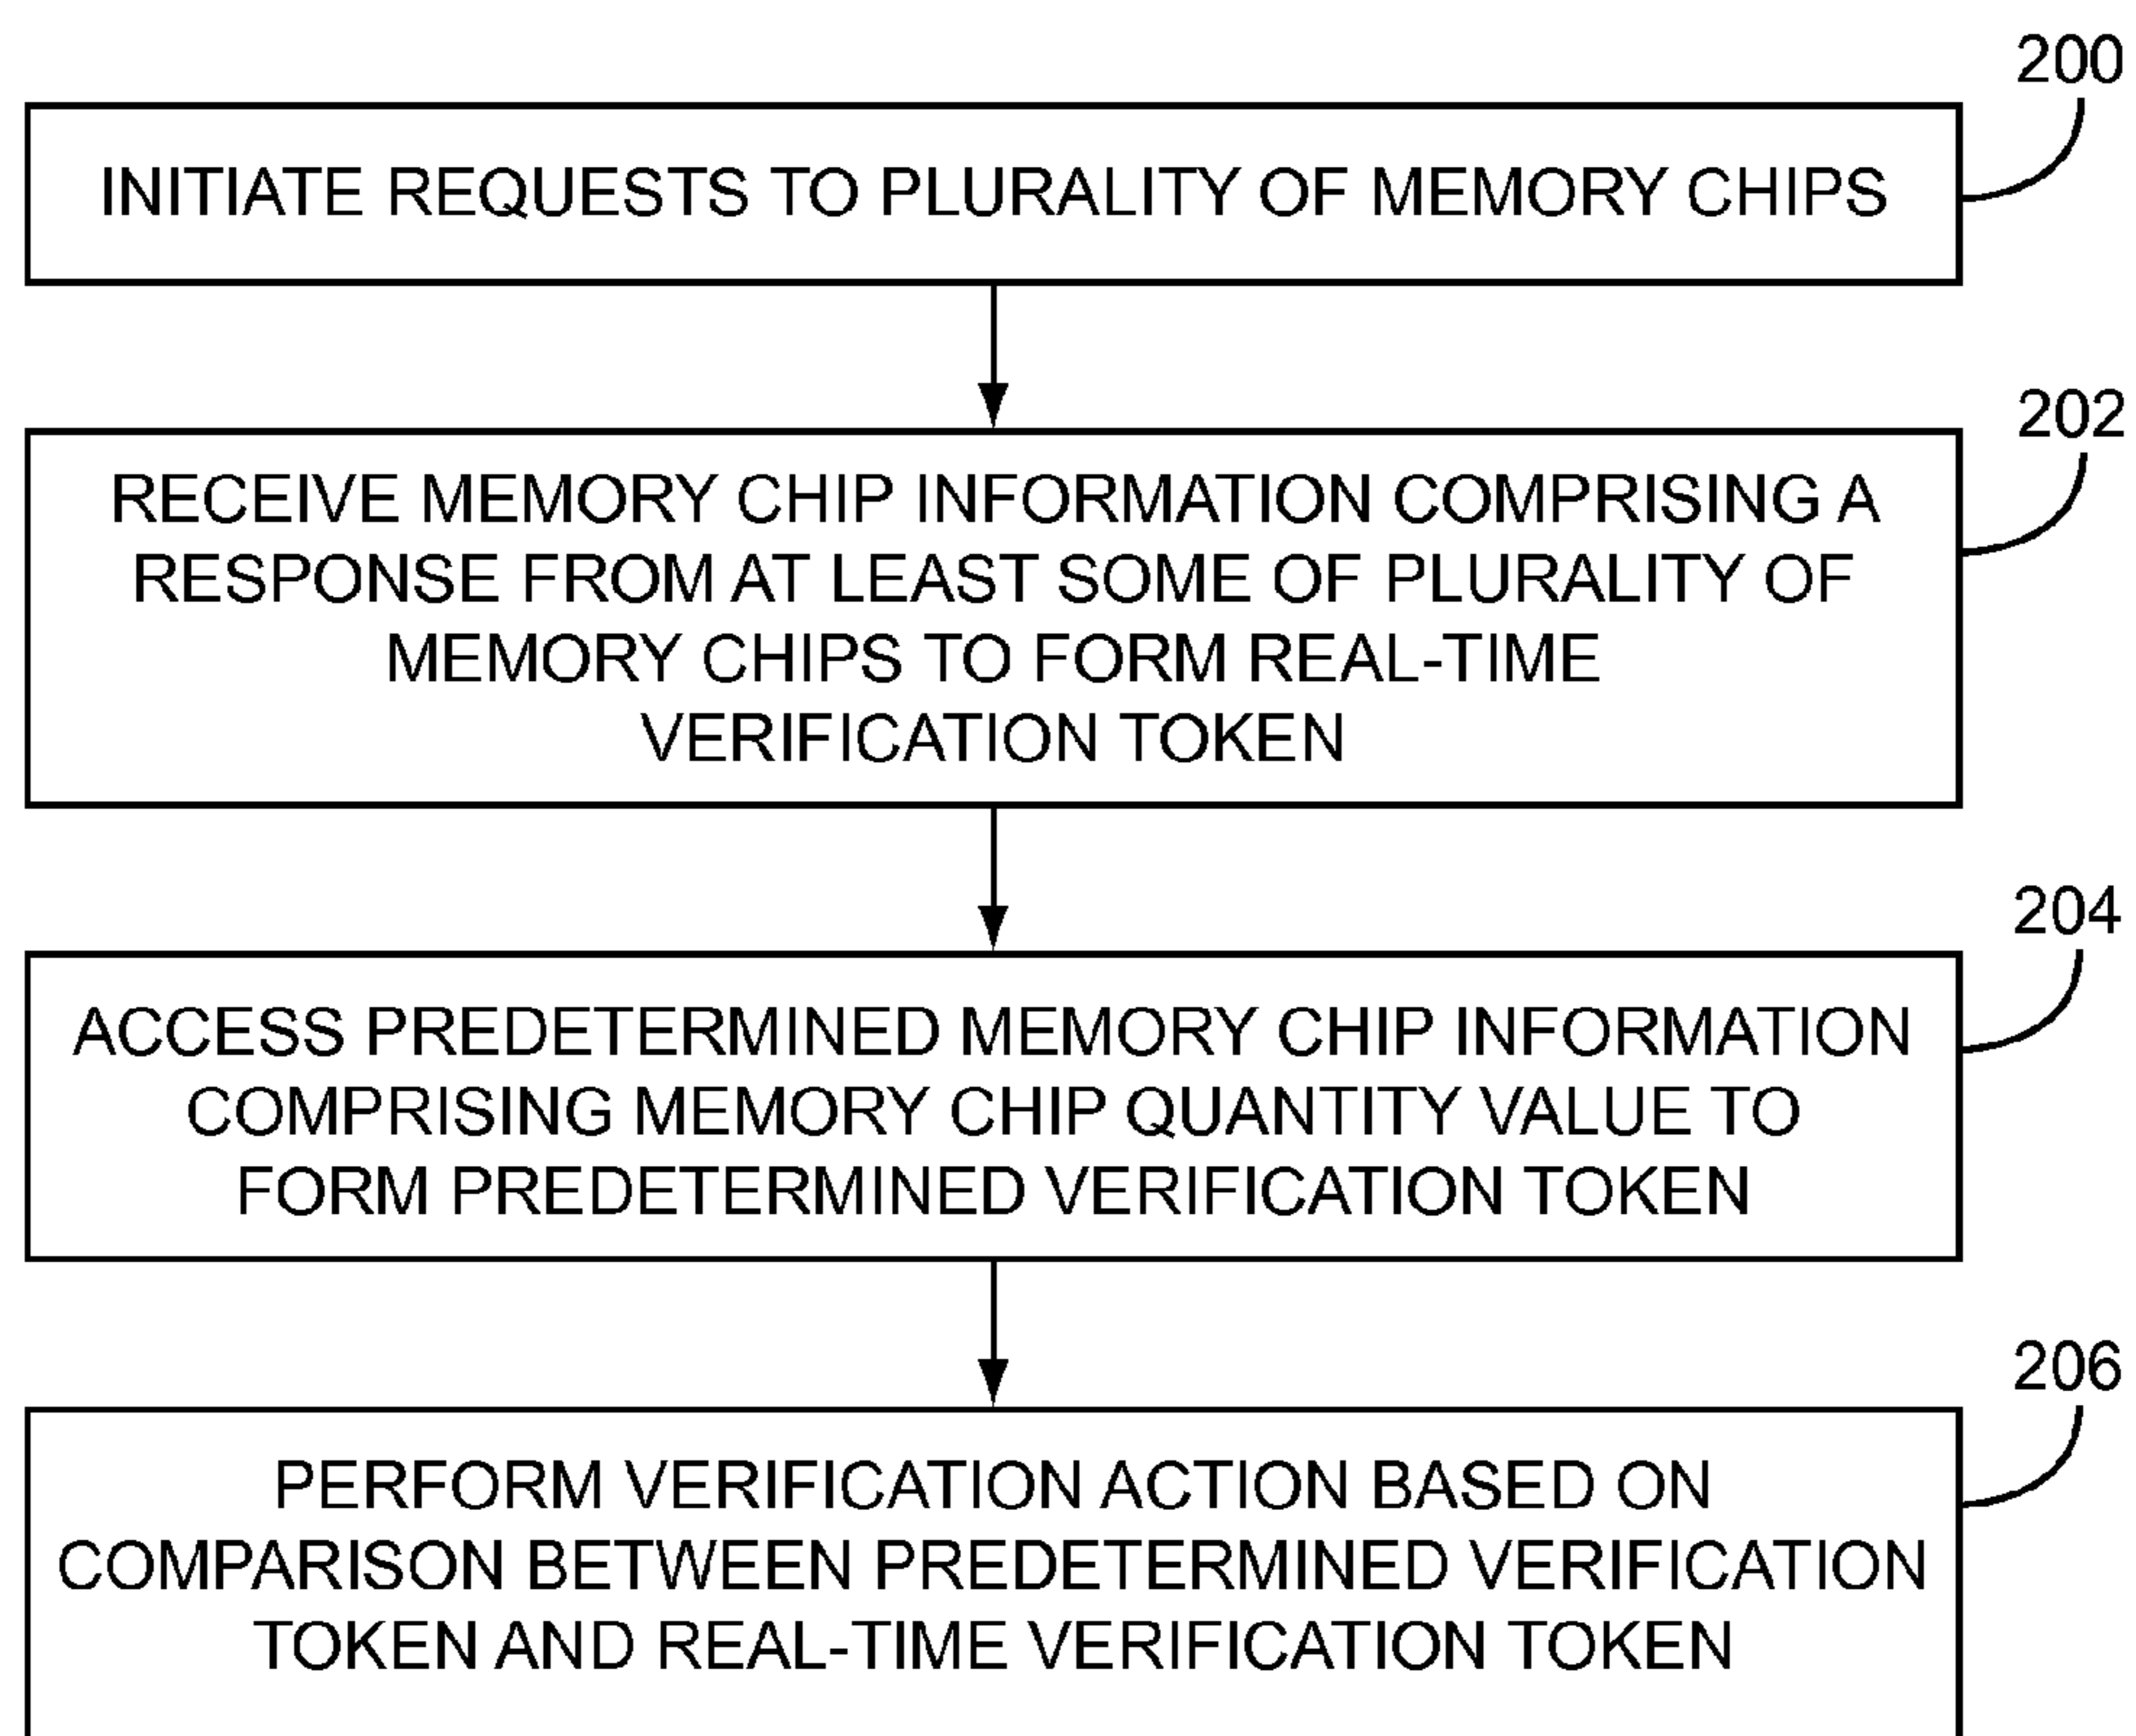 200
INITIATE REQUESTS TO PLURALITY OF MEMORY CHIPS
202
RECEIVE MEMORY CHIP INFORMATION COMPRISING A
RESPONSE FROM AT LEAST SOME OF PLURALITY OF
MEMORY CHIPS TO FORM REAL-TIME
VERIFICATION TOKEN
204
ACCESS PREDETERMINED MEMORY CHIP INFORMATION
COMPRISING MEMORY CHIP QUANTITY VALUE TO
FORM PREDETERMINED VERIFICATION TOKEN
206
PERFORM VERIFICATION ACTION BASED ON
COMPARISON BETWEEN PREDETERMINED VERIFICATION
TOKEN AND REAL-TIME VERIFICATION TOKEN